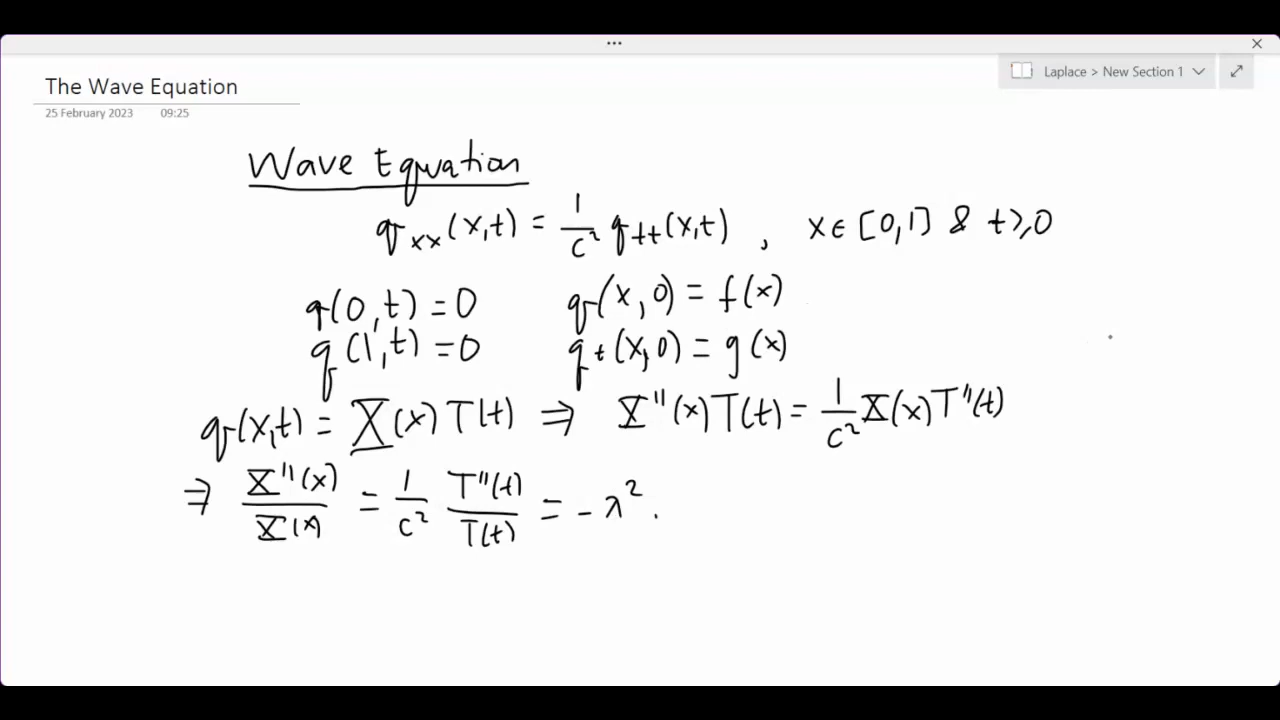 ...
Laplace > New Section 1
The Wave Equation
25 February 2023 09:25
Wave Equation
q_xx(x,t) = 1/c² q_tt(x,t) , x ∈ [0,1] & t ≥ 0
q(0,t) = 0 q(x,0) = f(x)
q(1,t) = 0 q_t(x,0) = g(x)
q(x,t) = X(x) T(t) ⇒ X''(x) T(t) = 1/c² X(x) T''(t)
⇒ X''(x)/X(x) = 1/c² T''(t)/T(t) = -λ².